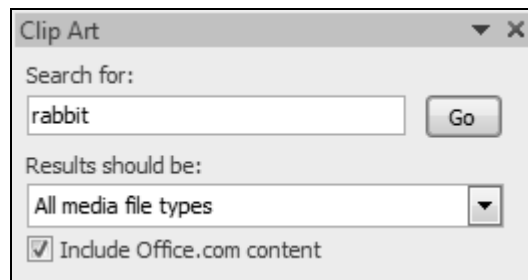 Clip Art
Search for:
rabbit
Go
Results should be:
All media file types
Include Office.com content